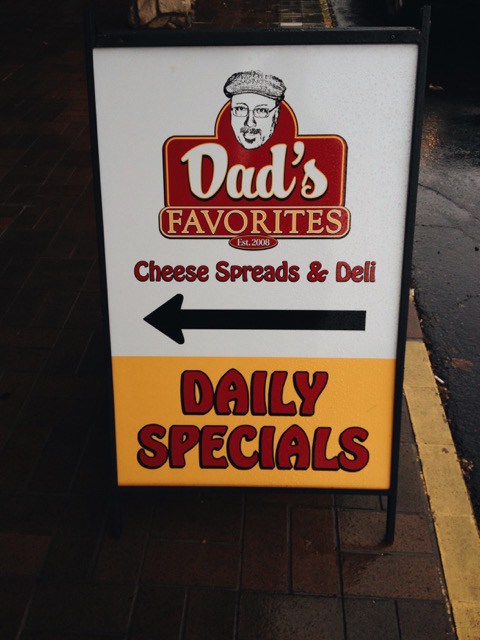 Dad's
FAVORITES
Est. 2008
Cheese Spreads & Deli
DAILY
SPECIALS